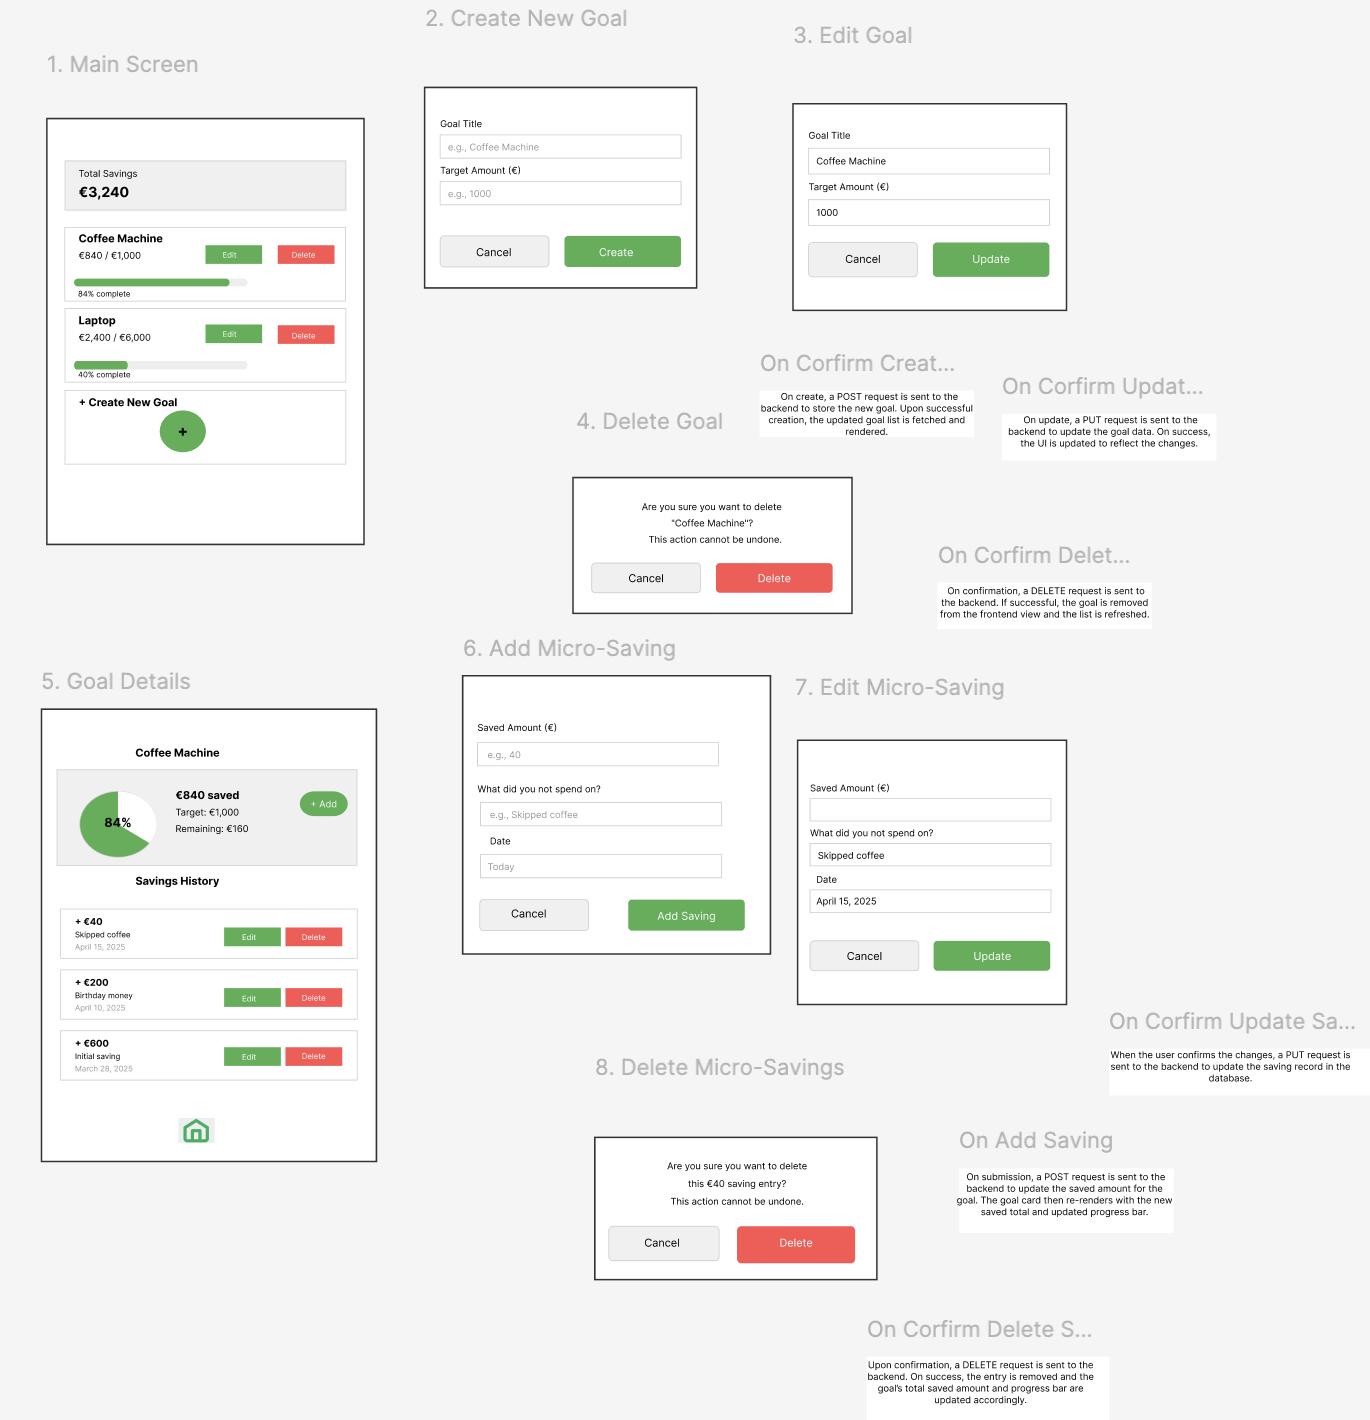 1. Main Screen
Total Savings
€3,240
Coffee Machine
€840 / €1,000
Edit
Delete
84% complete
Laptop
€2,400 / €6,000
Edit
Delete
40% complete
+ Create New Goal
+
2. Create New Goal
Goal Title
e.g., Coffee Machine
Target Amount (€)
e.g., 1000
Cancel
Create
3. Edit Goal
Goal Title
Coffee Machine
Target Amount (€)
1000
Cancel
Update
On Corfirm Creat...
On create, a POST request is sent to the
backend to store the new goal. Upon successful
creation, the updated goal list is fetched and
rendered.
On Corfirm Updat...
On update, a PUT request is sent to the
backend to update the goal data. On success,
the UI is updated to reflect the changes.
4. Delete Goal
Are you sure you want to delete
"Coffee Machine"?
This action cannot be undone.
Cancel
Delete
On Corfirm Delet...
On confirmation, a DELETE request is sent to
the backend. If successful, the goal is removed
from the frontend view and the list is refreshed.
5. Goal Details
Coffee Machine
84%
€840 saved
Target: €1,000
Remaining: €160
+ Add
Savings History
+ €40
Skipped coffee
April 15, 2025
Edit
Delete
+ €200
Birthday money
April 10, 2025
Edit
Delete
+ €600
Initial saving
March 28, 2025
Edit
Delete
6. Add Micro-Saving
Saved Amount (€)
e.g., 40
What did you not spend on?
e.g., Skipped coffee
Date
Today
Cancel
Add Saving
7. Edit Micro-Saving
Saved Amount (€)
What did you not spend on?
Skipped coffee
Date
April 15, 2025
Cancel
Update
On Corfirm Update Sa...
When the user confirms the changes, a PUT request is
sent to the backend to update the saving record in the
database.
8. Delete Micro-Savings
Are you sure you want to delete
this €40 saving entry?
This action cannot be undone.
Cancel
Delete
On Add Saving
On submission, a POST request is sent to the
backend to update the saved amount for the
goal. The goal card then re-renders with the new
saved total and updated progress bar.
On Corfirm Delete S...
Upon confirmation, a DELETE request is sent to the
backend. On success, the entry is removed and the
goal's total saved amount and progress bar are
updated accordingly.